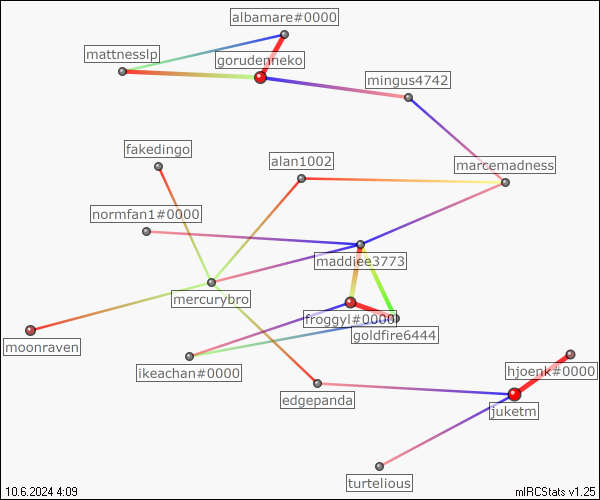 albamare#0000
mattnesslp
gorudenneko
mingus4742
fakedingo
alan1002
marcemadness
normfan1#0000
maddiee3773
mercurybro
froggyl#0000
goldfire6444
moonraven
ikeachan#0000
hjoenk#0000
edgepanda
juketm
turtelious
10.6.2024 4:09
mIRCStats v1.25